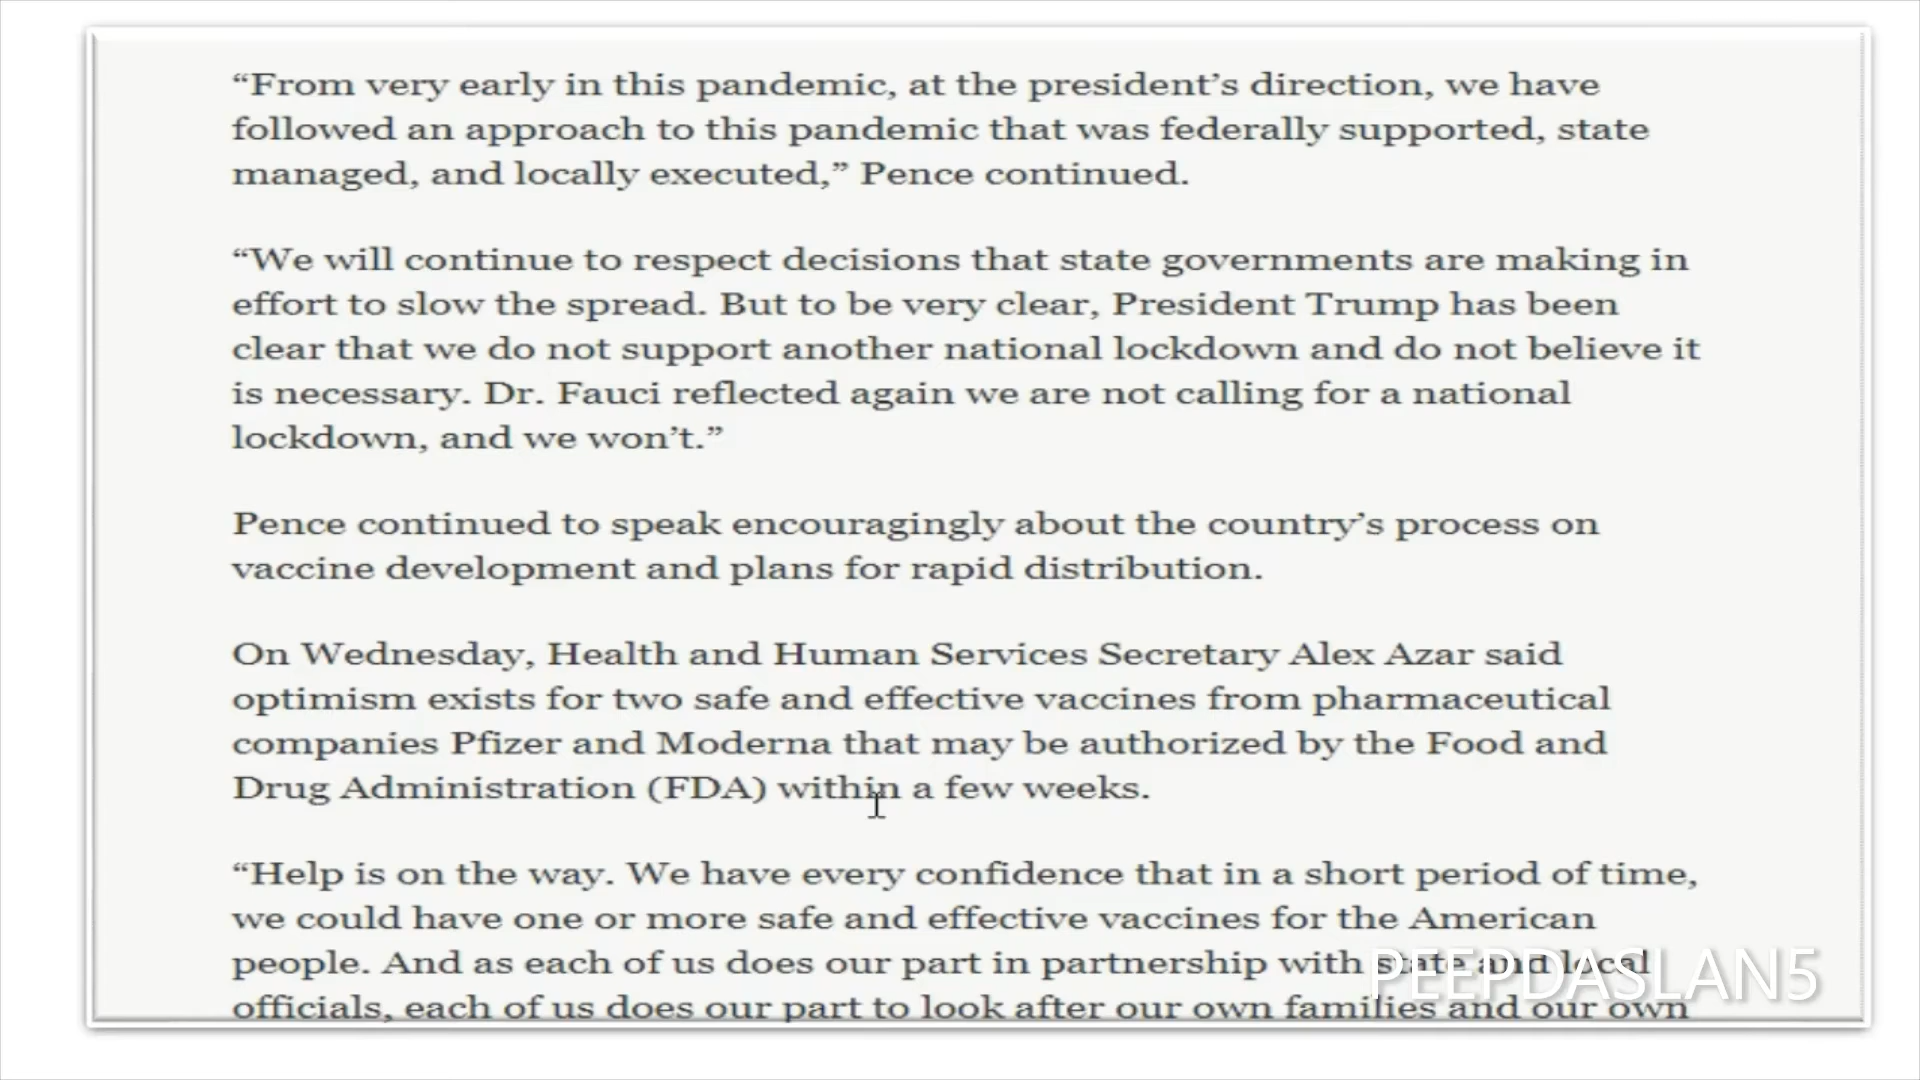 “From very early in this pandemic, at the president’s direction, we have
followed an approach to this pandemic that was federally supported, state
managed, and locally executed,” Pence continued.
“We will continue to respect decisions that state governments are making in
effort to slow the spread. But to be very clear, President Trump has been
clear that we do not support another national lockdown and do not believe it
is necessary. Dr. Fauci reflected again we are not calling for a national
lockdown, and we won’t.”
Pence continued to speak encouragingly about the country’s process on
vaccine development and plans for rapid distribution.
On Wednesday, Health and Human Services Secretary Alex Azar said
optimism exists for two safe and effective vaccines from pharmaceutical
companies Pfizer and Moderna that may be authorized by the Food and
Drug Administration (FDA) within a few weeks.
“Help is on the way. We have every confidence that in a short period of time,
we could have one or more safe and effective vaccines for the American
people. And as each of us does our part in partnership with state and local
officials, each of us does our part to look after our own families and our own
PEEPDASLAN5